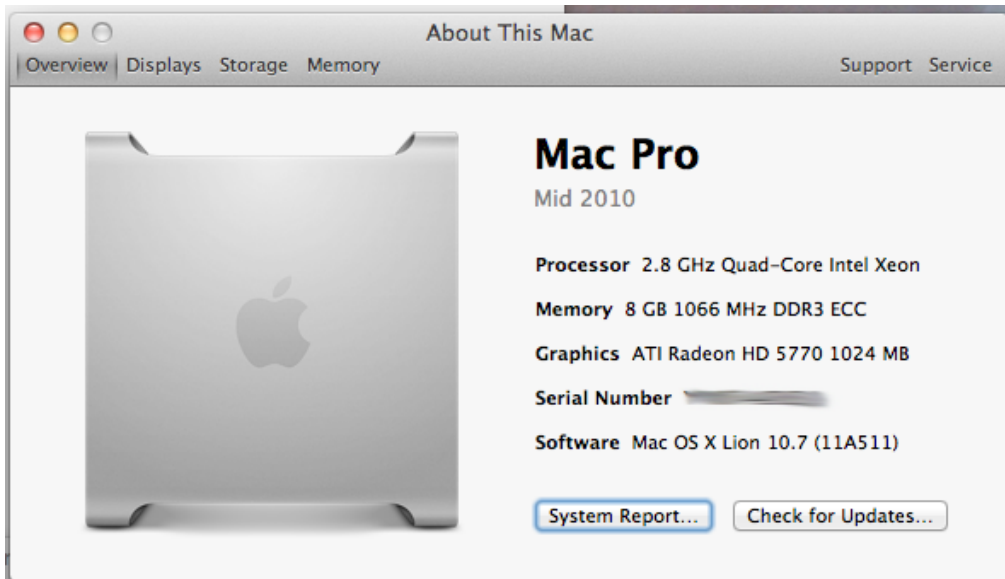 About This Mac
Overview Displays Storage Memory Support Service
Mac Pro
Mid 2010
Processor 2.8 GHz Quad-Core Intel Xeon
Memory 8 GB 1066 MHz DDR3 ECC
Graphics ATI Radeon HD 5770 1024 MB
Serial Number
Software Mac OS X Lion 10.7 (11A511)
System Report... Check for Updates...